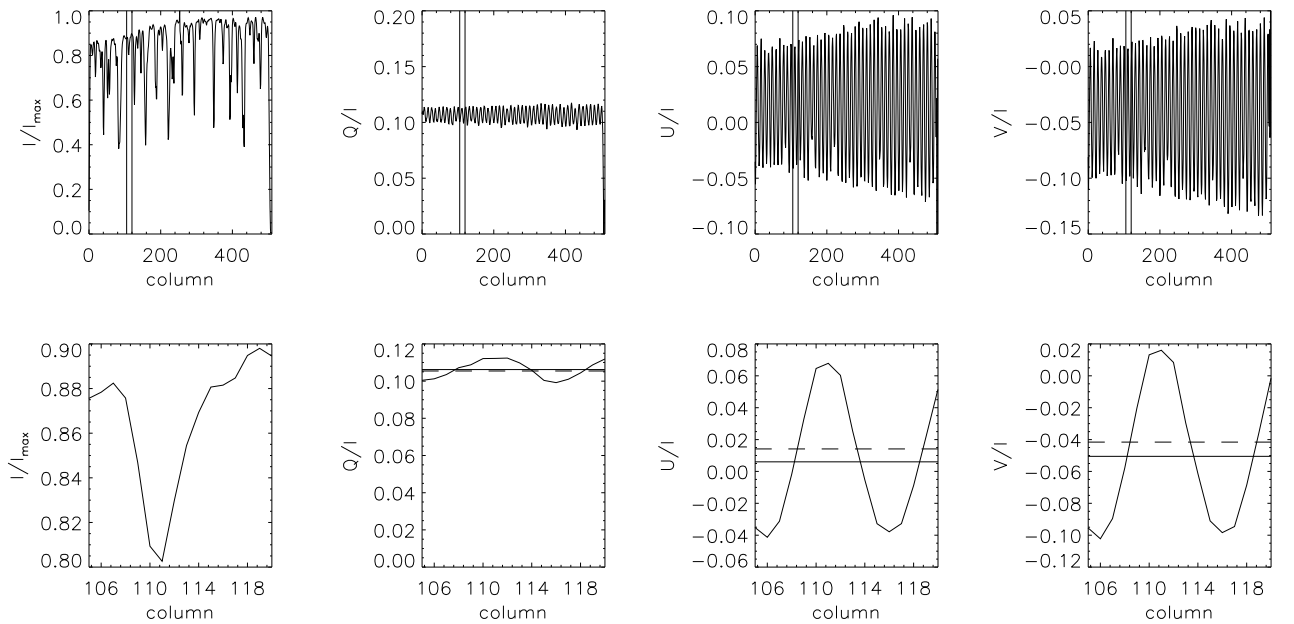 1.0 0.20 0.10 0.05
0.8 0.15 0.05 −0.00
0.6 0.10 0.00 −0.05
0.4 0.05 −0.05 −0.10
0.2 0.00 −0.10 −0.15
0.0
I/Imax Q/I U/I V/I
0 200 400 0 200 400 0 200 400 0 200 400
column column column column
0.90 0.12 0.08 0.02
0.88 0.10 0.06 0.00
0.86 0.08 0.04 −0.02
0.84 0.06 0.02 −0.04
0.82 0.04 0.00 −0.06
0.80 0.02 −0.02 −0.08
0.00 −0.04 −0.10
−0.06 −0.12
I/Imax Q/I U/I V/I
106 110 114 118 106 110 114 118 106 110 114 118 106 110 114 118
column column column column